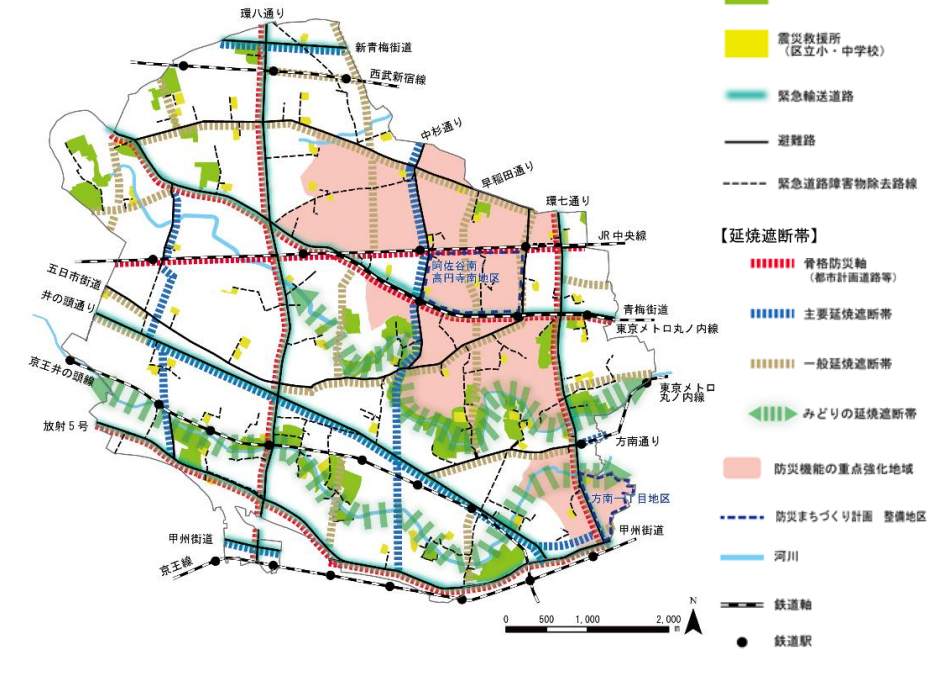 環八通り
新青梅街道
西武新宿線
中杉通り
早稲田通り
環七通り
JR中央線
阿佐谷南
高円寺南地区
五日市街道
井の頭通り
青梅街道
東京メトロ丸ノ内線
京王井の頭線
東京メトロ
丸ノ内線
放射5号
方南通り
方南一丁目地区
甲州街道
甲州街道
京王線
0 500 1,000 2,000
m
N
震災救援所
(区立小・中学校)
緊急輸送道路
避難路
緊急道路障害物除去路線
【延焼遮断帯】
骨格防災軸
(都市計画道路等)
主要延焼遮断帯
一般延焼遮断帯
みどりの延焼遮断帯
防災機能の重点強化地域
防災まちづくり計画 整備地区
河川
鉄道軸
鉄道駅